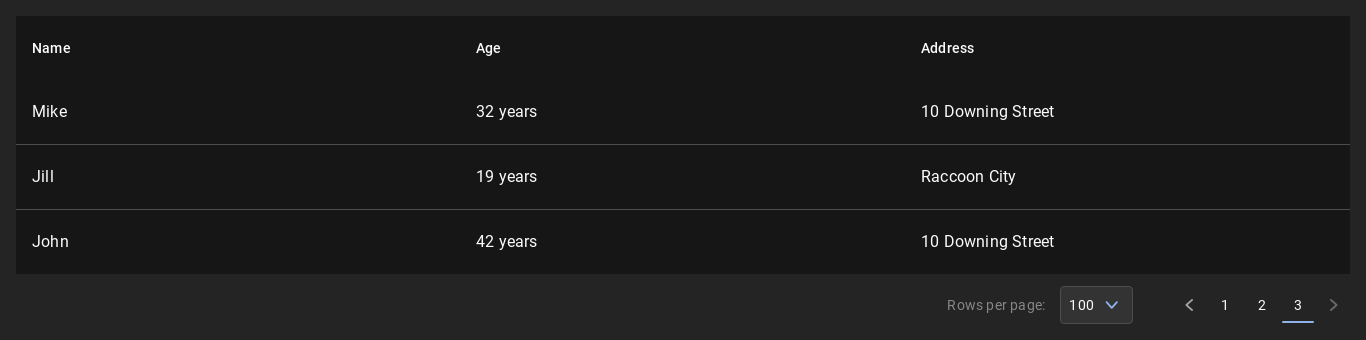 Name Age Address
Mike 32 years 10 Downing Street
Jill 19 years Raccoon City
John 42 years 10 Downing Street
Rows per page: 100 1 2 3